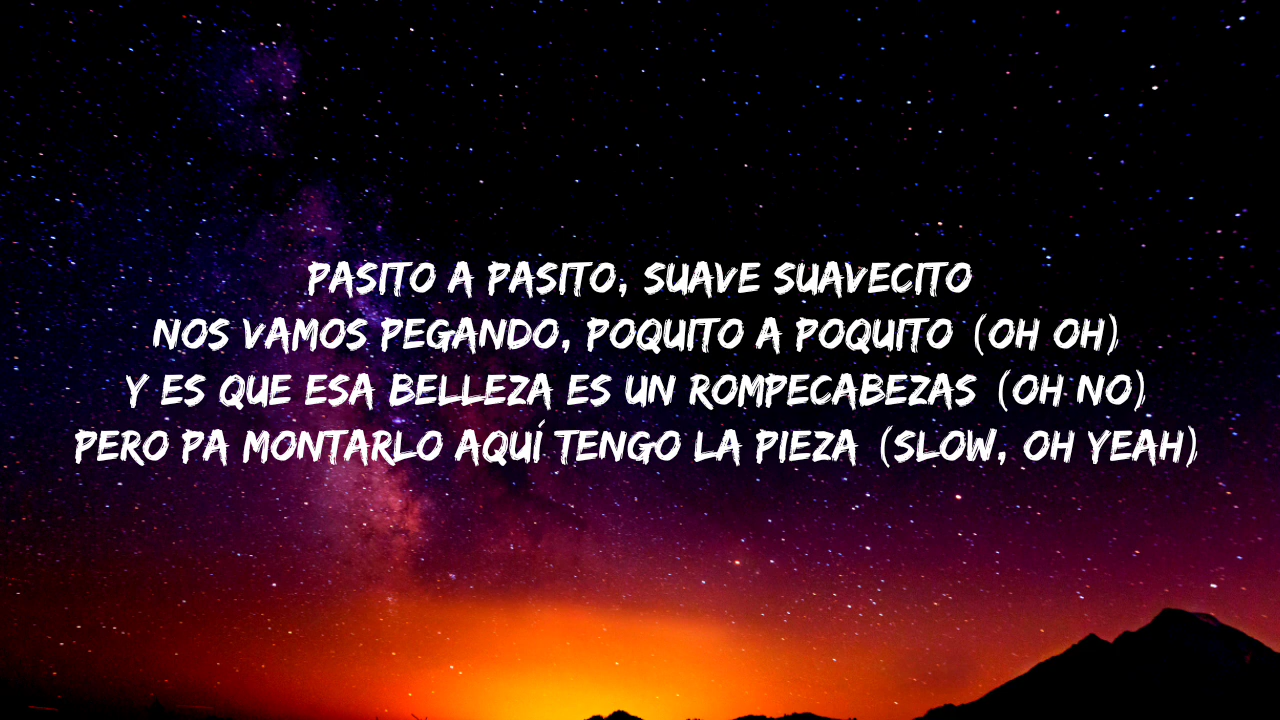 PASITO A PASITO, SUAVE SUAVECITO
NOS VAMOS PEGANDO, POQUITO A POQUITO (OH OH)
Y ES QUE ESA BELLEZA ES UN ROMPECABEZAS (OH NO)
PERO PA MONTARLO AQUÍ TENGO LA PIEZA (SLOW, OH YEAH)